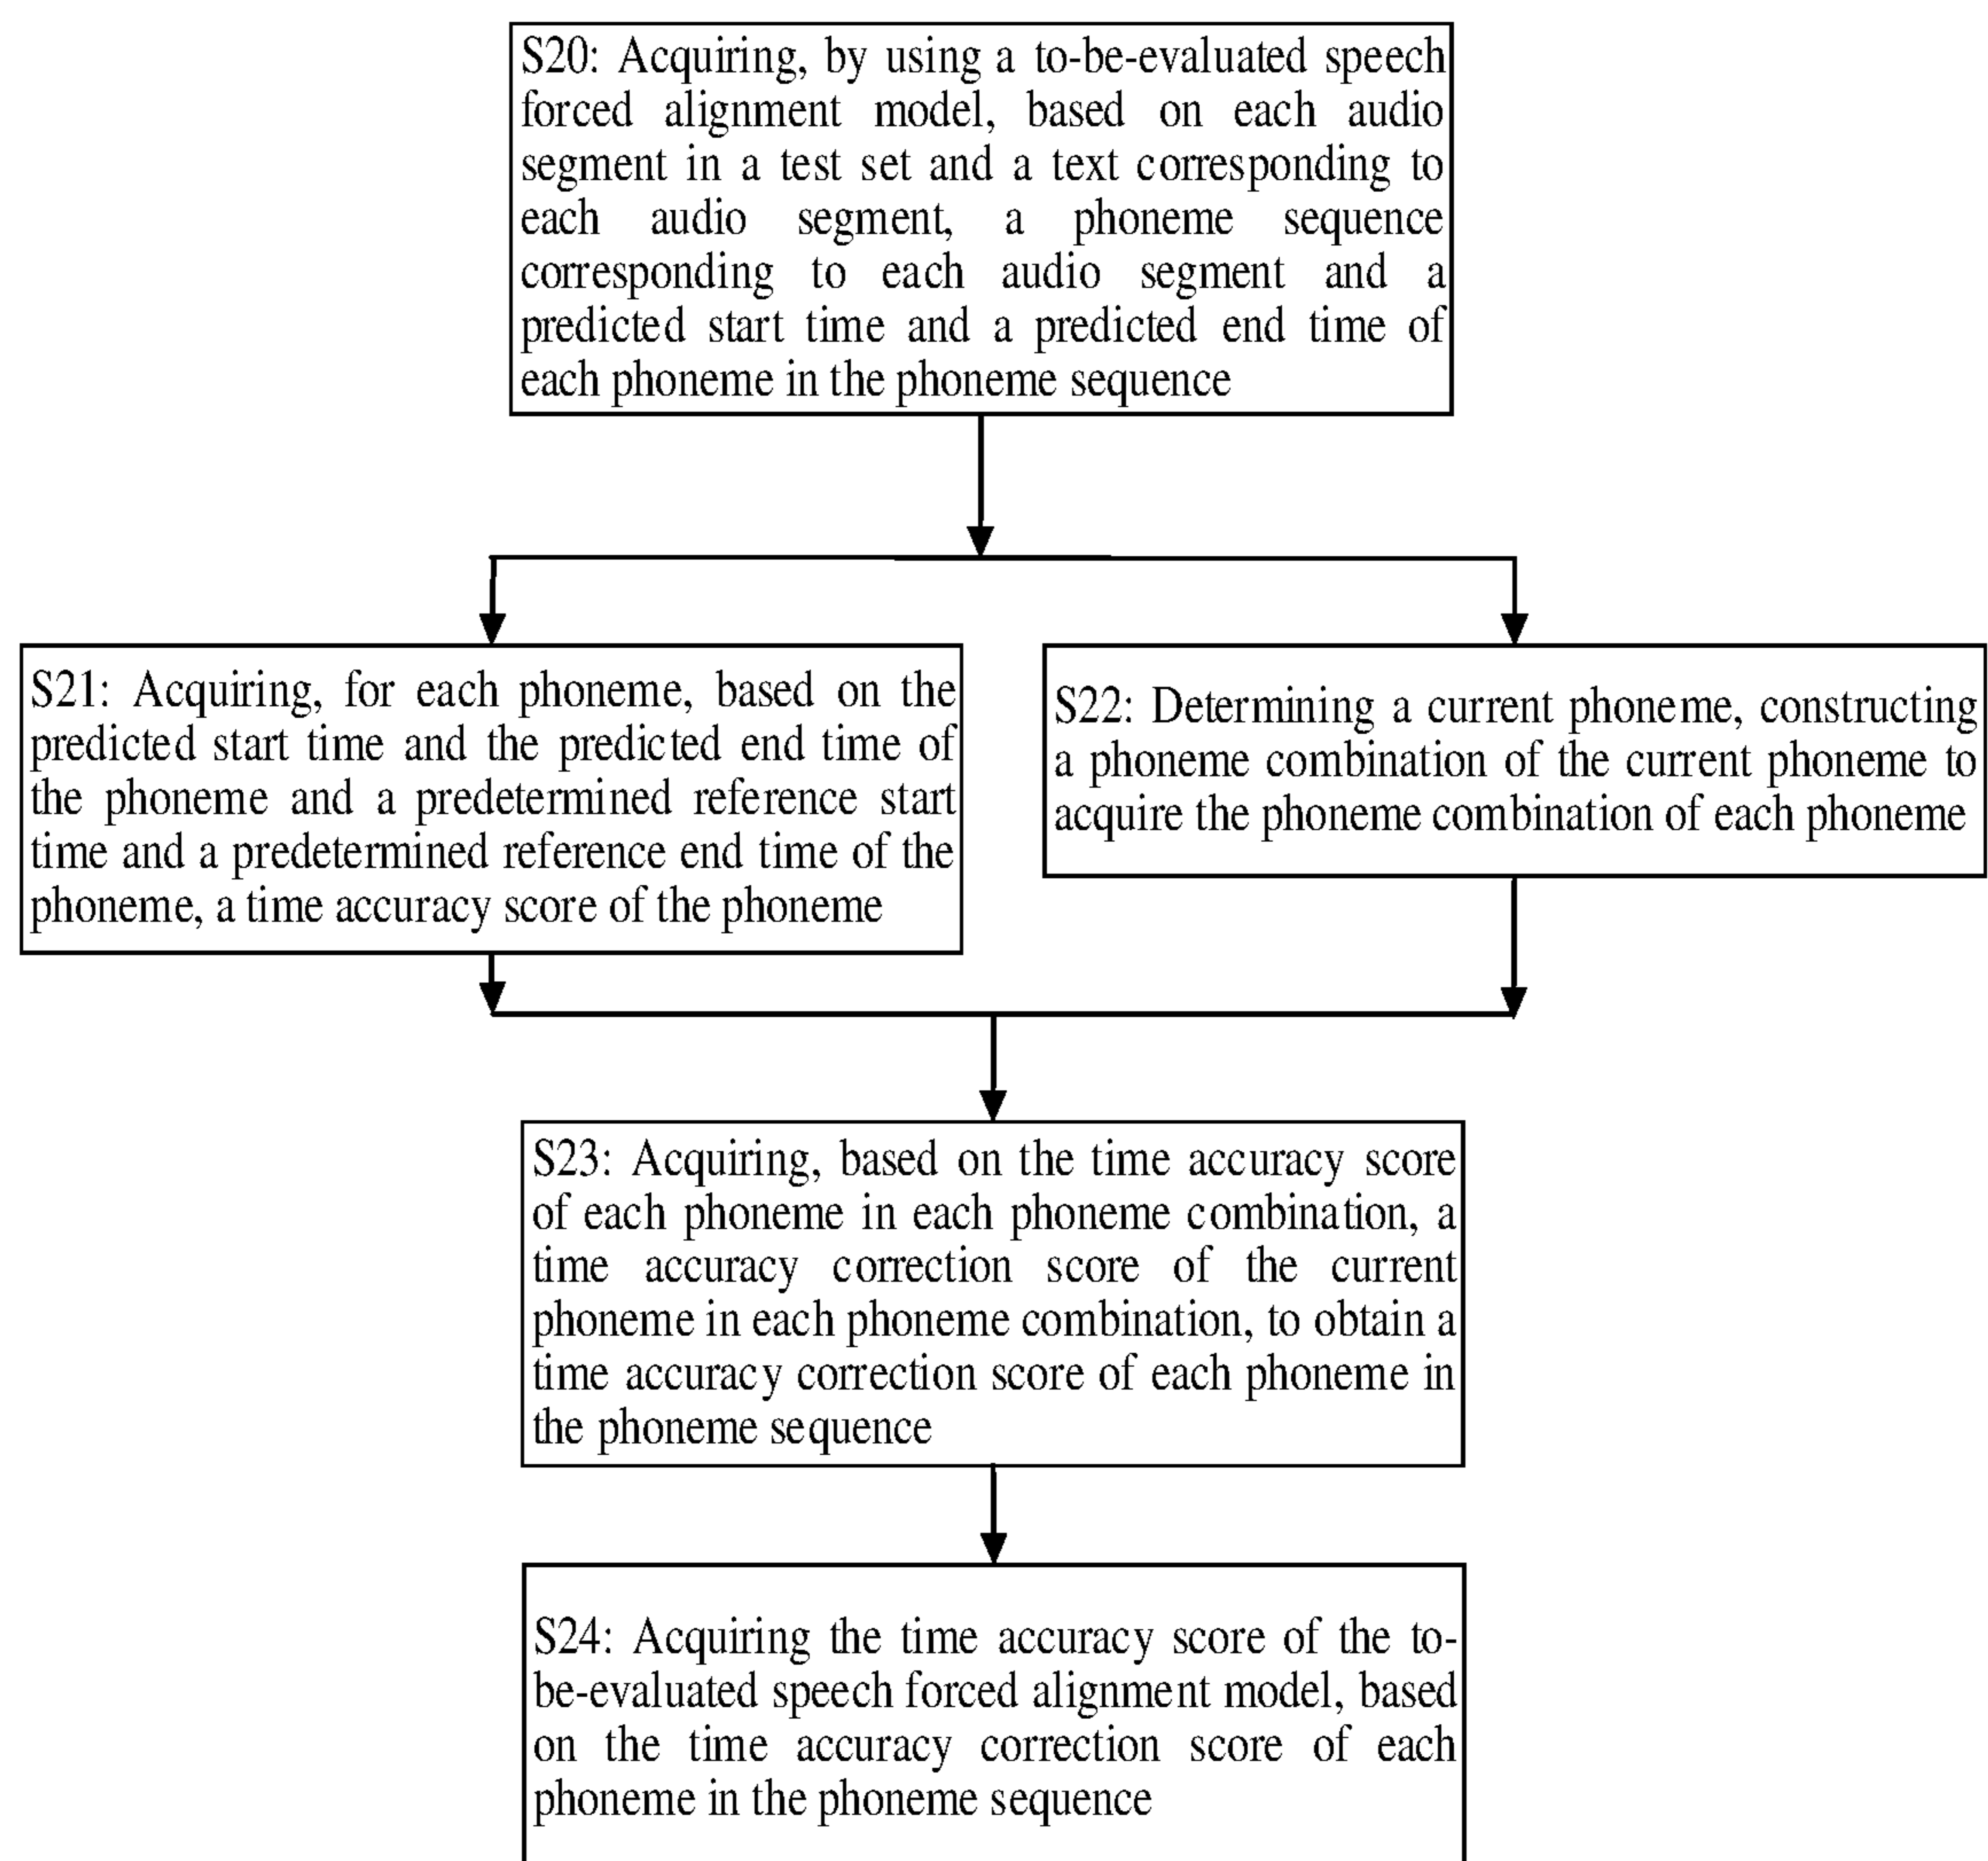 S20: Acquiring, by using a to-be-evaluated speech
forced alignment model, based on each audio
segment in a test set and a text corresponding to
each audio segment, a phoneme sequence
corresponding to each audio segment and a
predicted start time and a predicted end time of
each phoneme in the phoneme sequence
S21: Acquiring, for each phoneme, based on the
predicted start time and the predicted end time of
the phoneme and a predetermined reference start
time and a predetermined reference end time of the
phoneme, a time accuracy score of the phoneme
S22: Determining a current phoneme, constructing
a phoneme combination of the current phoneme to
acquire the phoneme combination of each phoneme
S23: Acquiring, based on the time accuracy score
of each phoneme in each phoneme combination, a
time accuracy correction score of the current
phoneme in each phoneme combination, to obtain a
time accuracy correction score of each phoneme in
the phoneme sequence
S24: Acquiring the time accuracy score of the to-
be-evaluated speech forced alignment model, based
on the time accuracy correction score of each
phoneme in the phoneme sequence